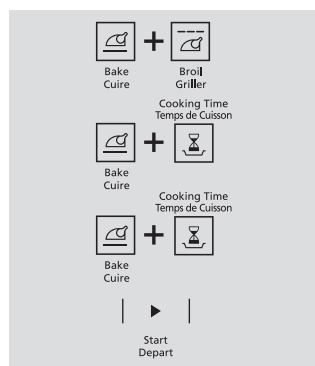 Bake
Cuire
Broil
Griller
Cooking Time
Temps de Cuisson
Bake
Cuire
Cooking Time
Temps de Cuisson
Bake
Cuire
Start
Depart